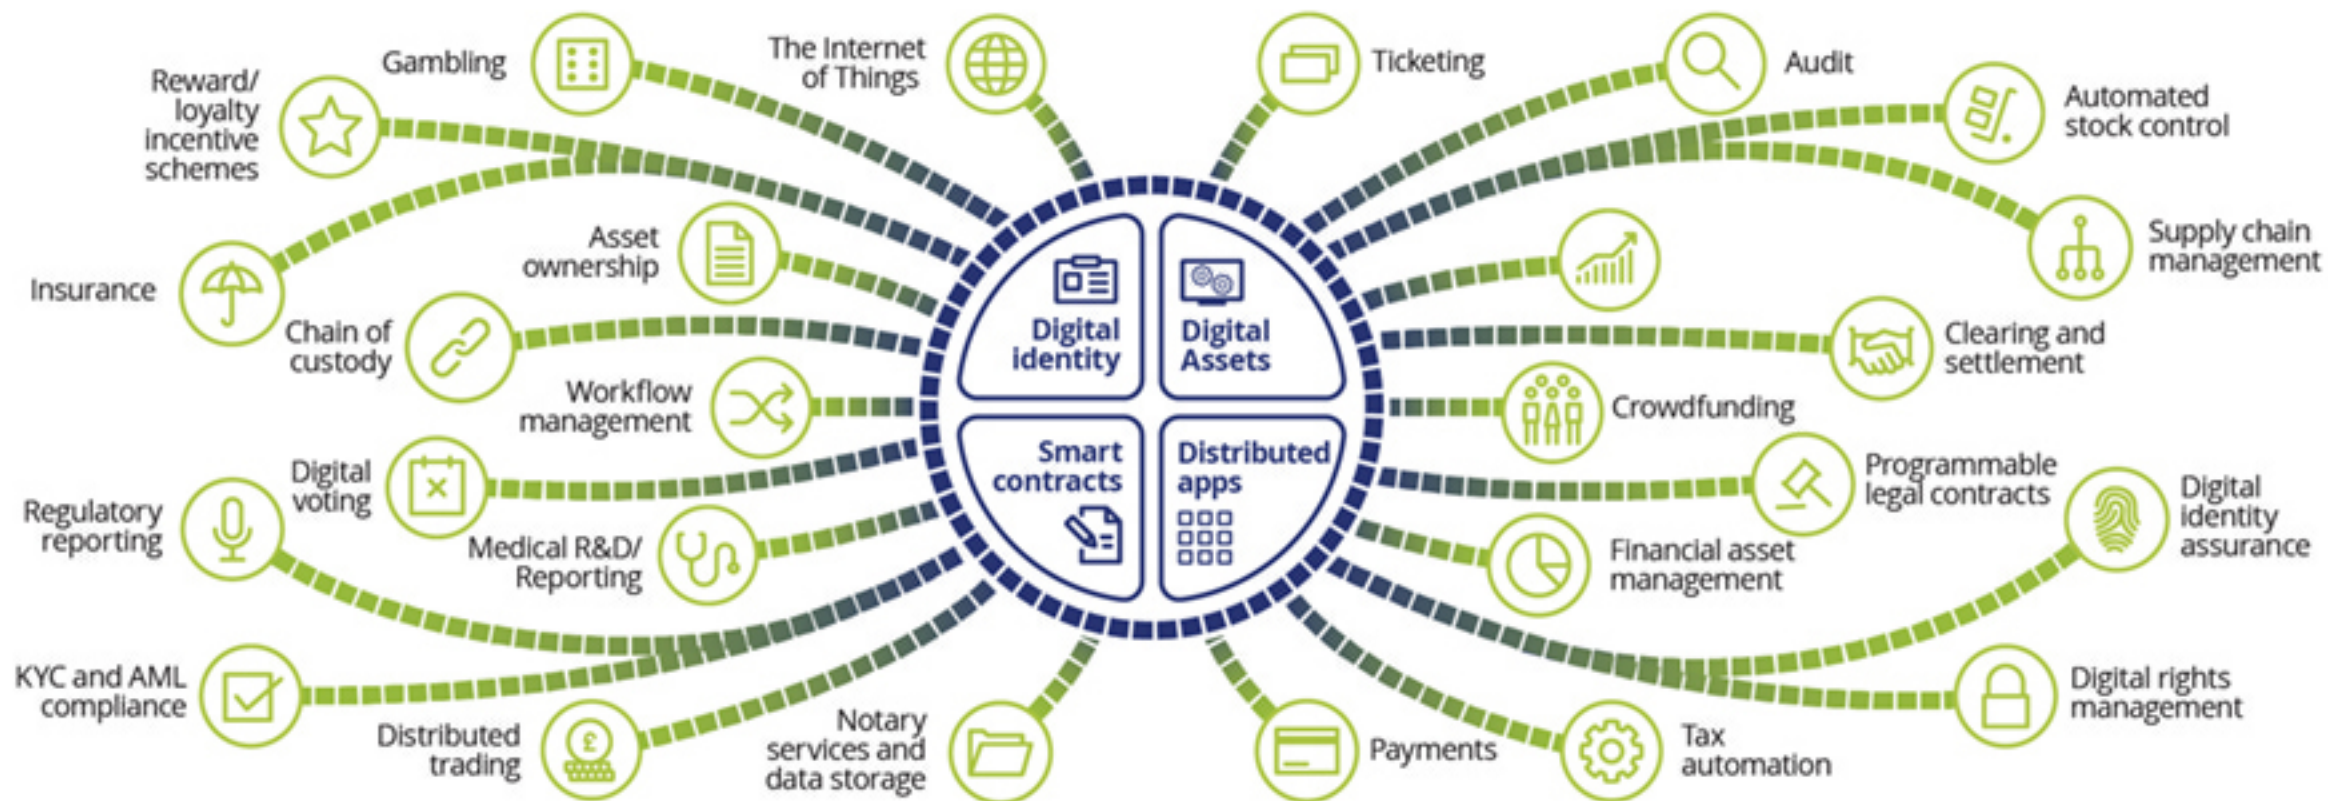 Gambling
The Internet
of Things
Ticketing
Audit
Reward/
loyalty
incentive
schemes
Automated
stock control
Asset
ownership
Supply chain
management
Insurance
Chain of
custody
Digital
identity
Digital
Assets
Clearing and
settlement
Workflow
management
Crowdfunding
Digital
voting
Smart
contracts
Distributed
apps
Programmable
legal contracts
Regulatory
reporting
Digital
identity
assurance
Medical R&D/
Reporting
Financial asset
management
KYC and AML
compliance
Digital rights
management
Distributed
trading
£
Notary
services and
data storage
Payments
Tax
automation